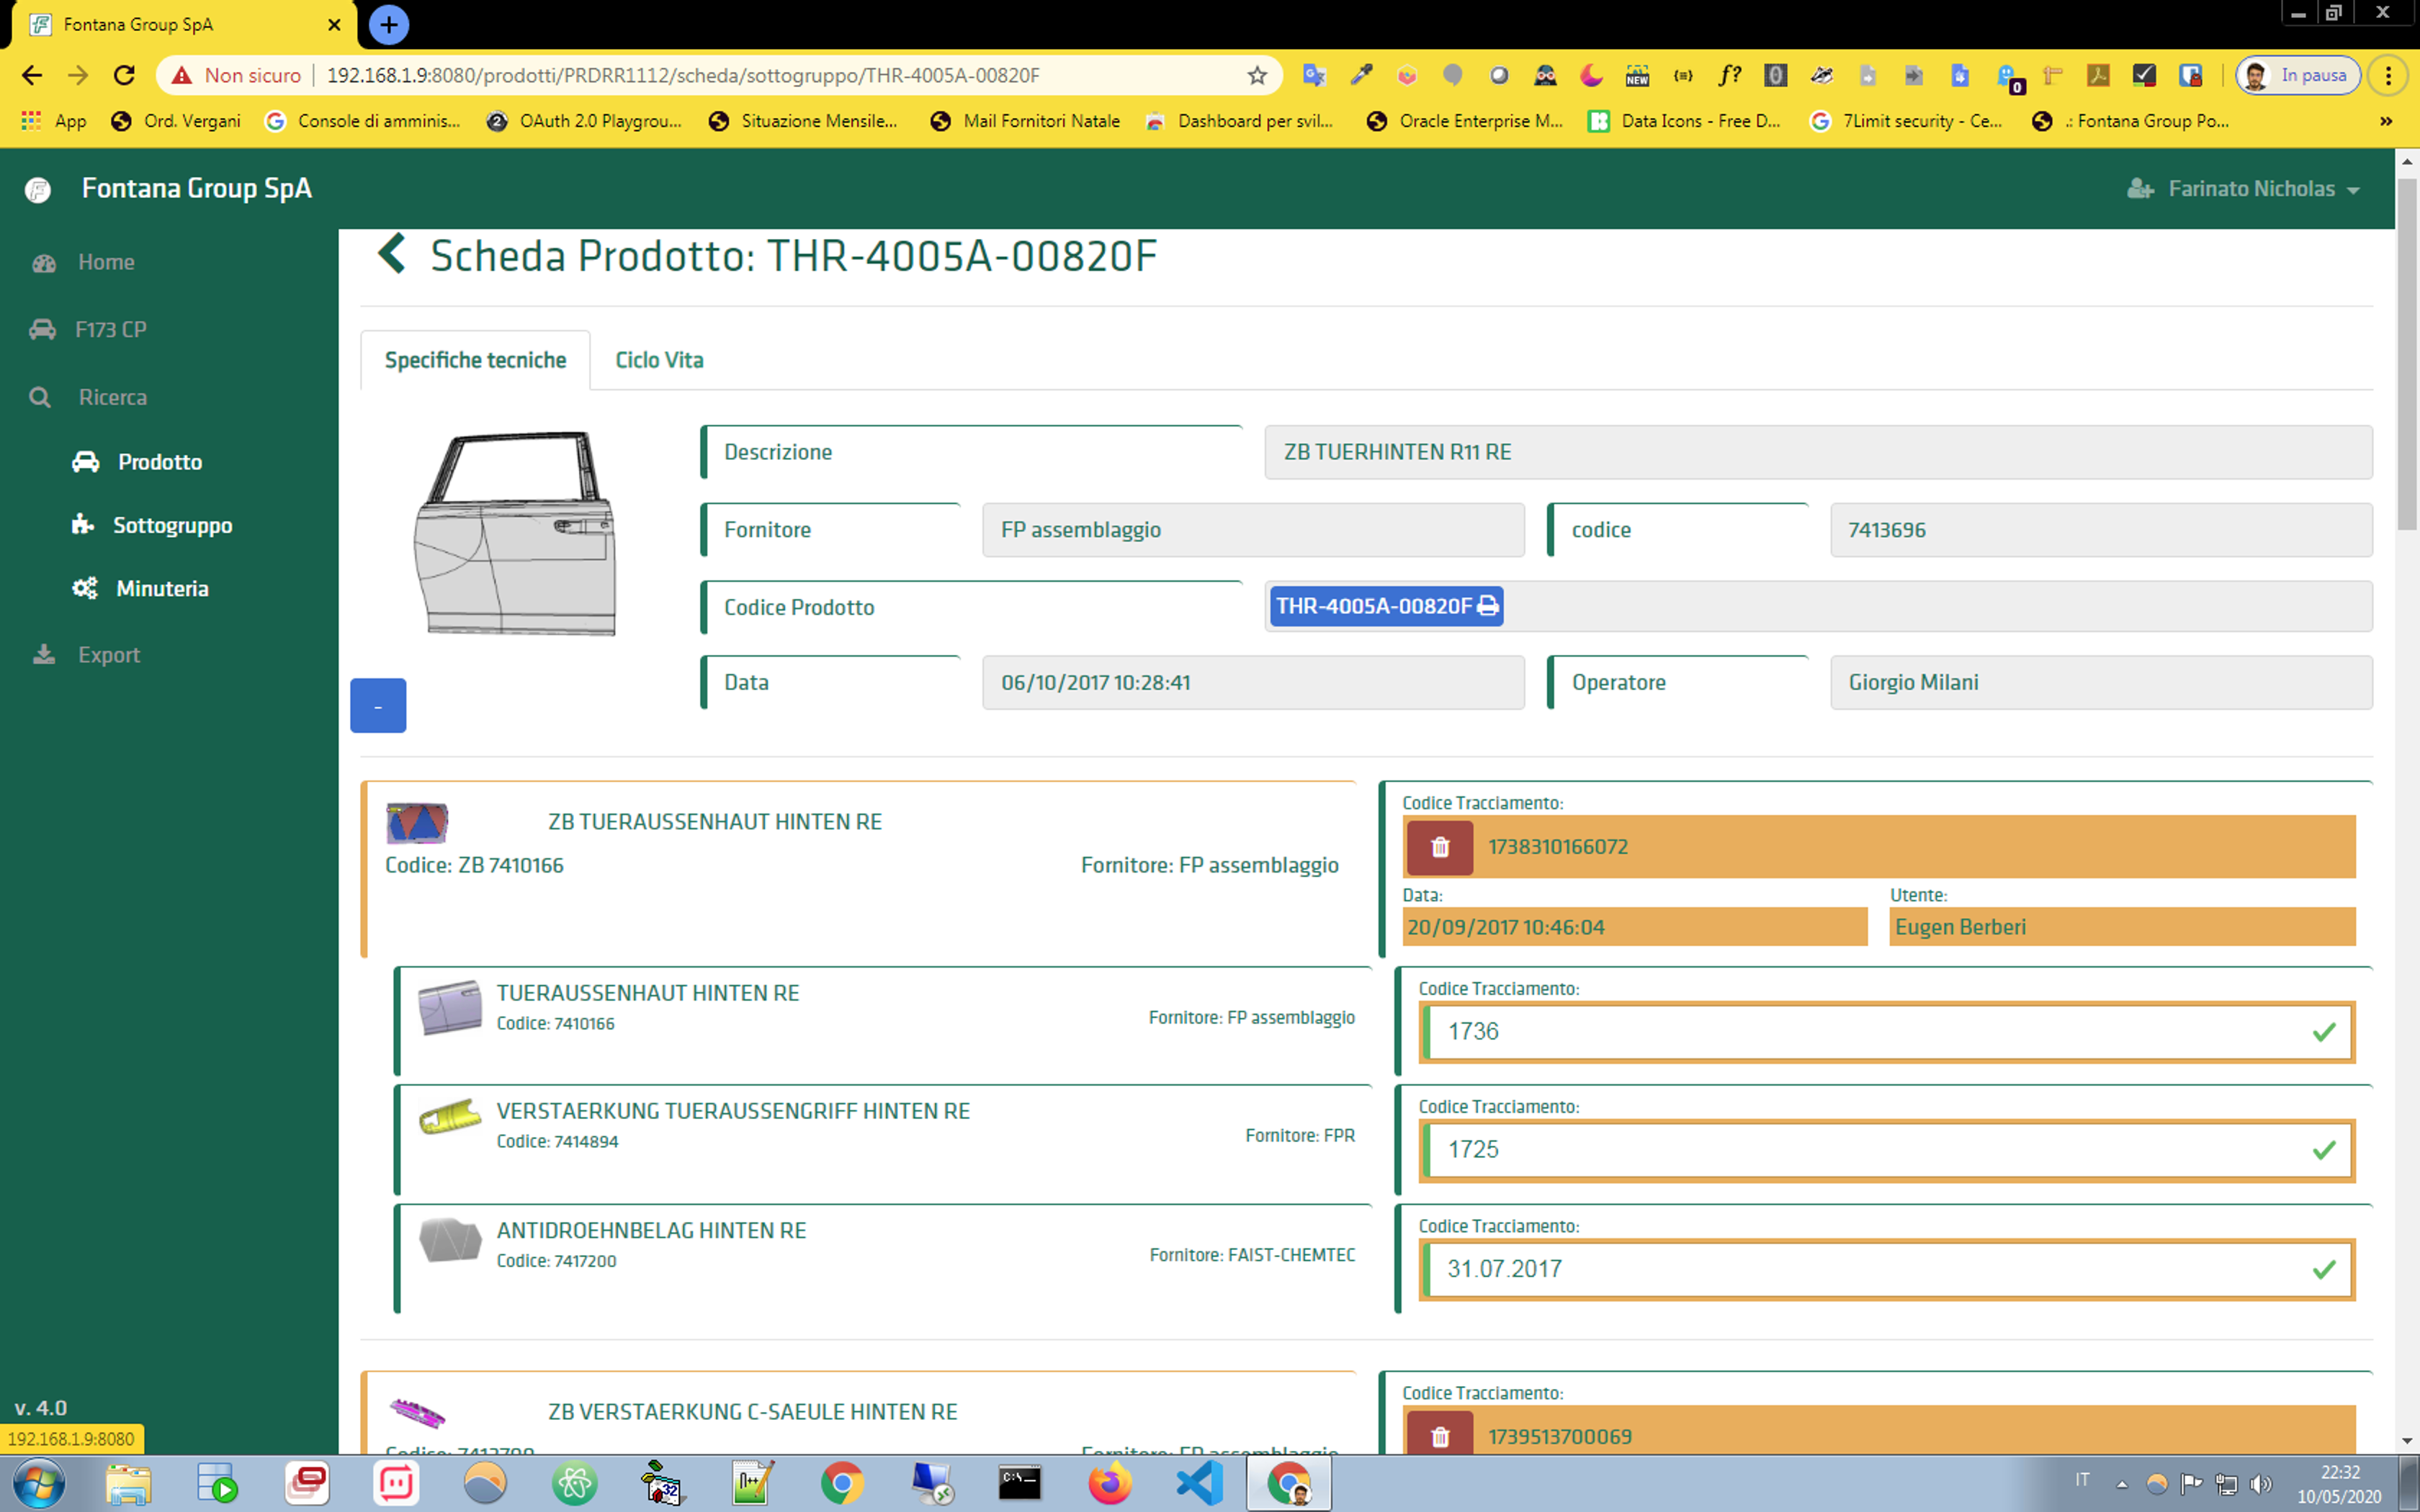 Fontana Group SpA
Non sicuro
192.168.1.9:8080/prodotti/PRDRR1112/scheda/sottogruppo/THR-4005A-00820F
NEW
f?
0
In pausa
App
Ord. Vergani
Console di amminis...
OAuth 2.0 Playgrou...
Situazione Mensile...
Mail Fornitori Natale
Dashboard per svil...
Oracle Enterprise M...
Data Icons - Free D...
7Limit security - Ce...
.: Fontana Group Po...
»
Fontana Group SpA
Farinato Nicholas
Home
F173 CP
Ricerca
Prodotto
Sottogruppo
Minuteria
Export
v. 4.0
192.168.1.9:8080
Scheda Prodotto: THR-4005A-00820F
Specifiche tecniche
Ciclo Vita
Descrizione
ZB TUERHINTEN R11 RE
Fornitore
FP assemblaggio
codice
7413696
Codice Prodotto
THR-4005A-00820F
Data
06/10/2017 10:28:41
Operatore
Giorgio Milani
-
ZB TUERAUSSENHAUT HINTEN RE
Codice: ZB 7410166
Fornitore: FP assemblaggio
Codice Tracciamento:
1738310166072
Data:
Utente:
20/09/2017 10:46:04
Eugen Berberi
TUERAUSSENHAUT HINTEN RE
Codice: 7410166
Fornitore: FP assemblaggio
Codice Tracciamento:
1736
VERSTAERKUNG TUERAUSSENGRIFF HINTEN RE
Codice: 7414894
Fornitore: FPR
Codice Tracciamento:
1725
ANTIDROEHNBELAG HINTEN RE
Codice: 7417200
Fornitore: FAIST-CHEMTEC
Codice Tracciamento:
31.07.2017
ZB VERSTAERKUNG C-SAEULE HINTEN RE
Fornitore: FP assemblaggio
Codice Tracciamento:
1739513700069
IT
22:32
10/05/2020